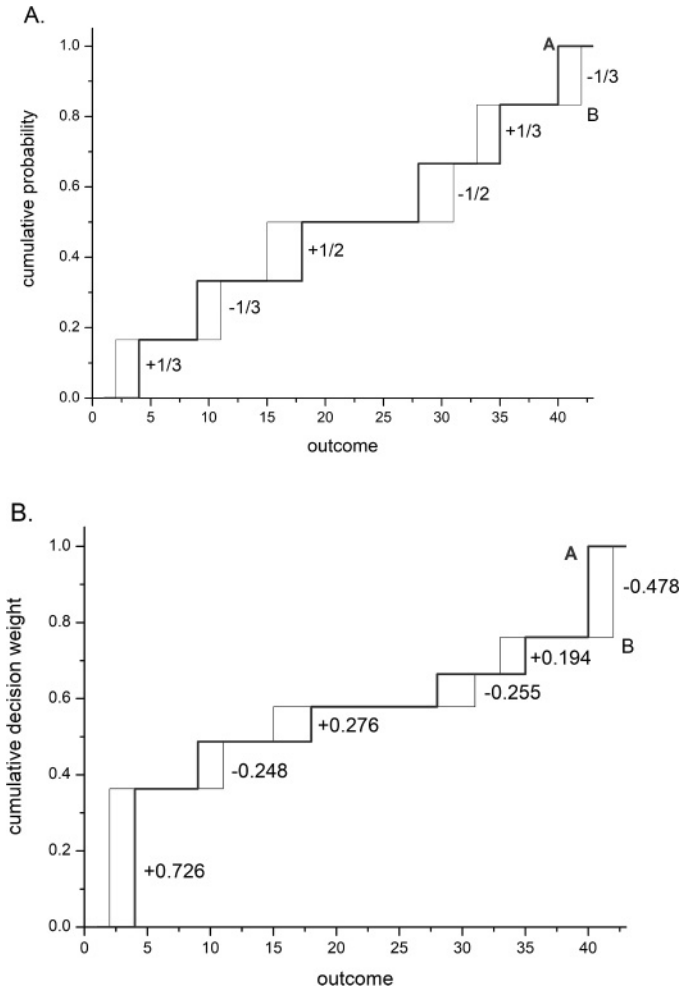 A.
1.0
A
-1/3
0.8
B
+1/3
0.6
-1/2
0.4
+1/2
-1/3
0.2
+1/3
0.0
cumulative probability
0 5 10 15 20 25 30 35 40
outcome
B.
1.0
A
-0.478
0.8
B
+0.194
0.6
-0.255
+0.276
0.4
-0.248
0.2
+0.726
0.0
cumulative decision weight
0 5 10 15 20 25 30 35 40
outcome